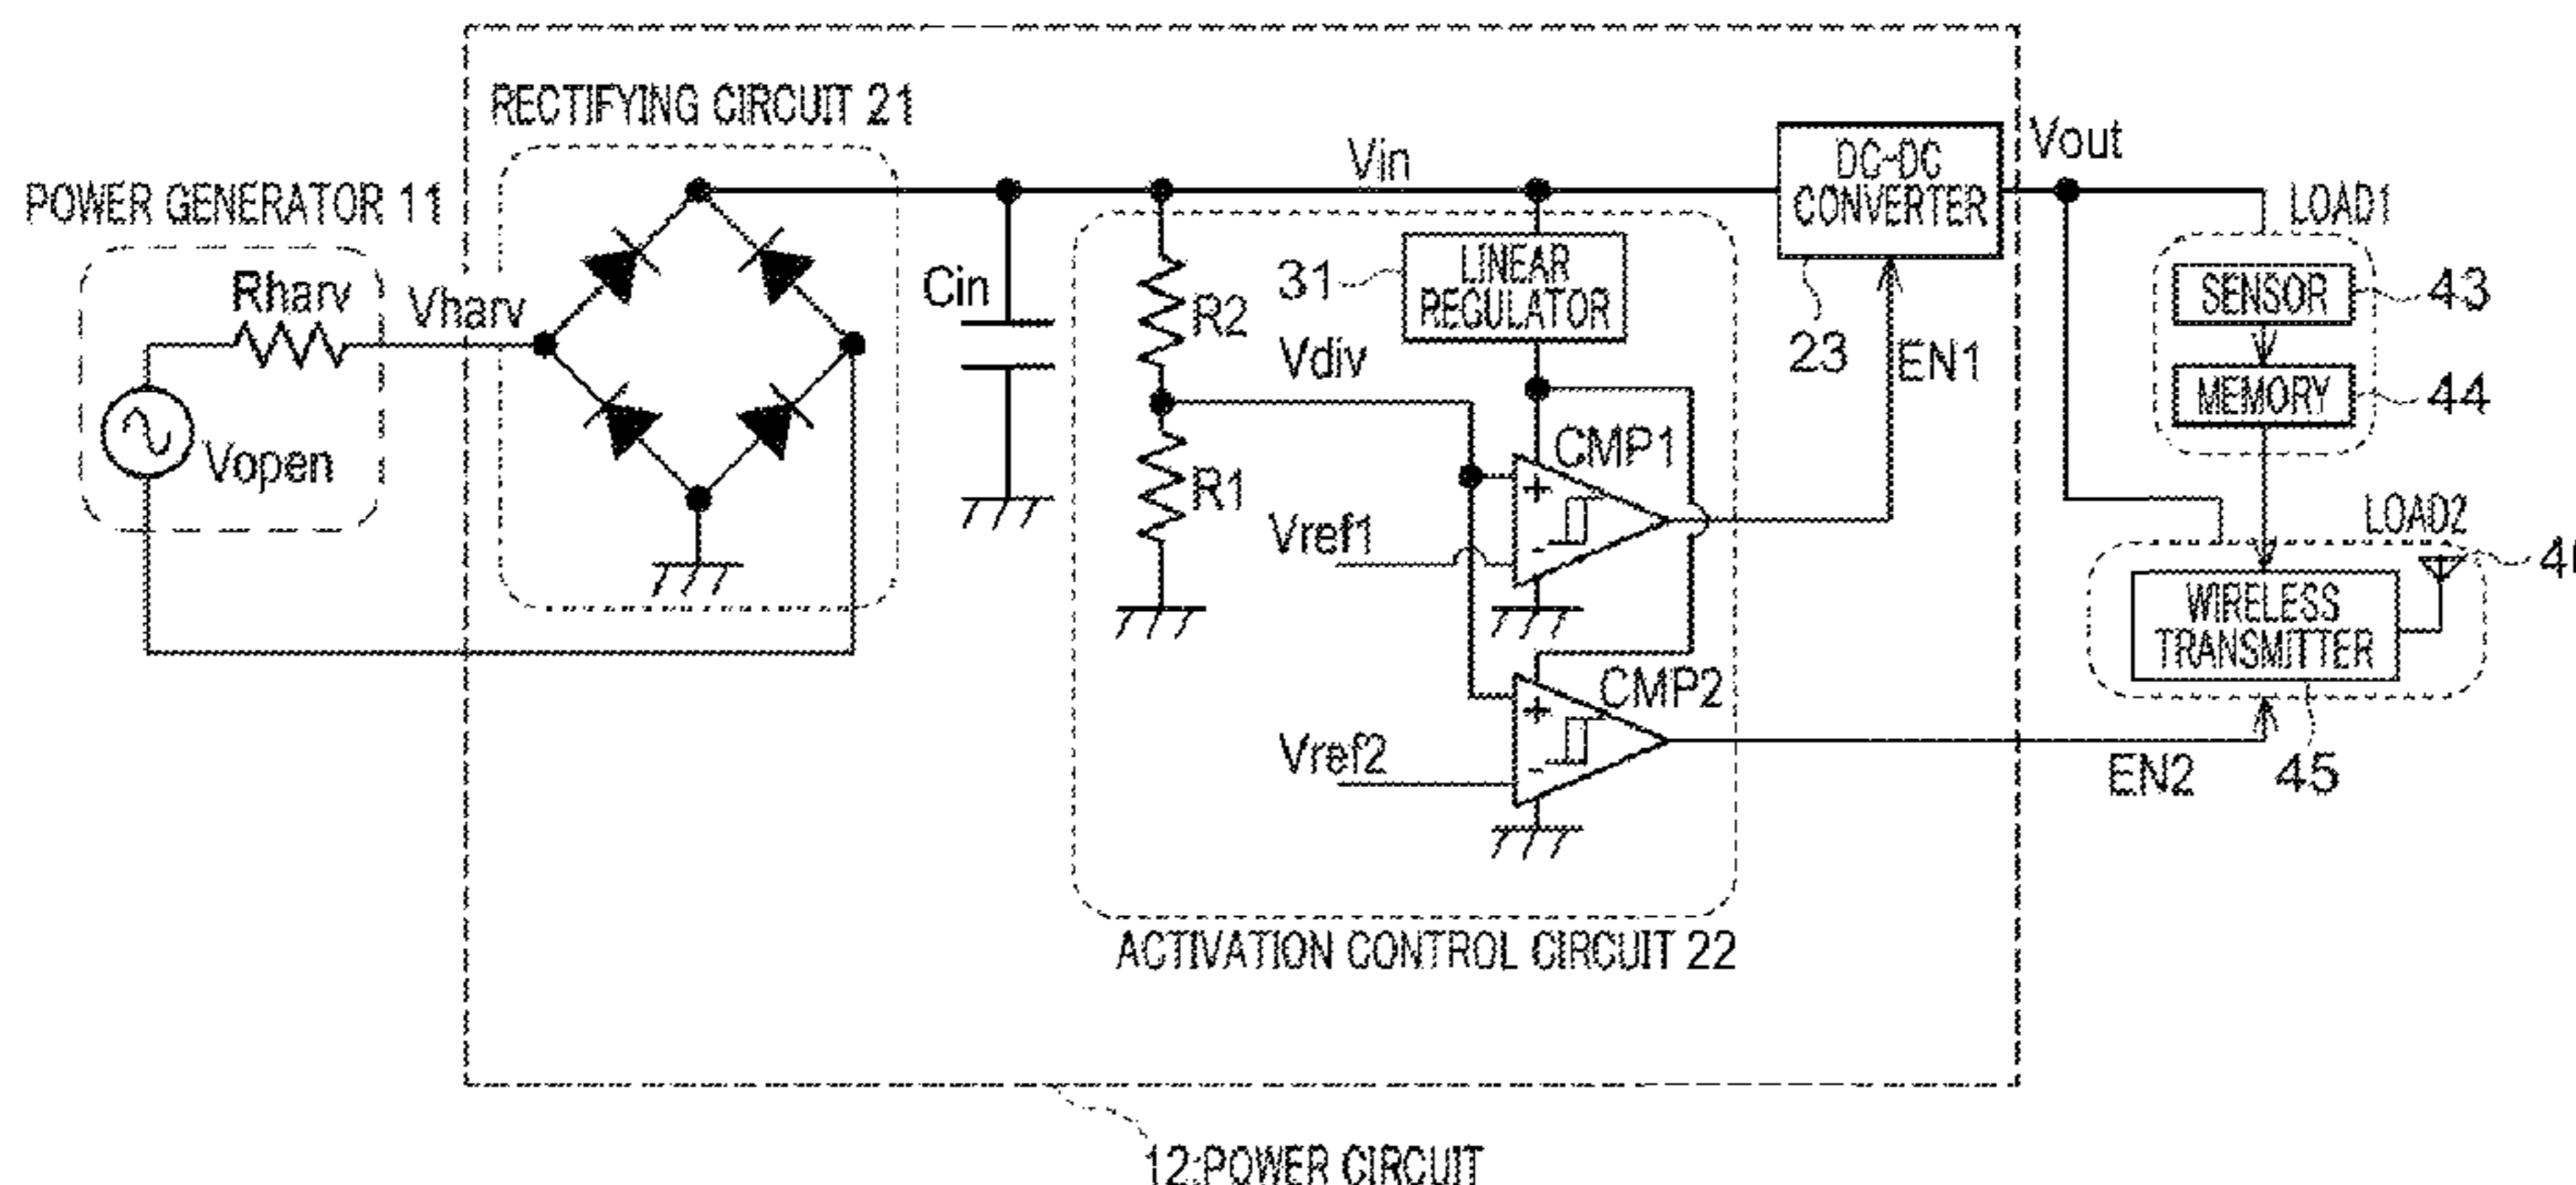 RECTIFYING CIRCUIT 21
POWER GENERATOR 11
Rharv
Vharv
Vopen
Cin
Vin
R2
Vdiv
R1
31
LINEAR
REGULATOR
DC-DC
CONVERTER
23
EN1
Vout
LOAD1
SENSOR
43
MEMORY
44
CMP1
+
-
Vref1
CMP2
+
-
Vref2
LOAD2
WIRELESS
TRANSMITTER
EN2
45
ACTIVATION CONTROL CIRCUIT 22
12:POWER CIRCUIT